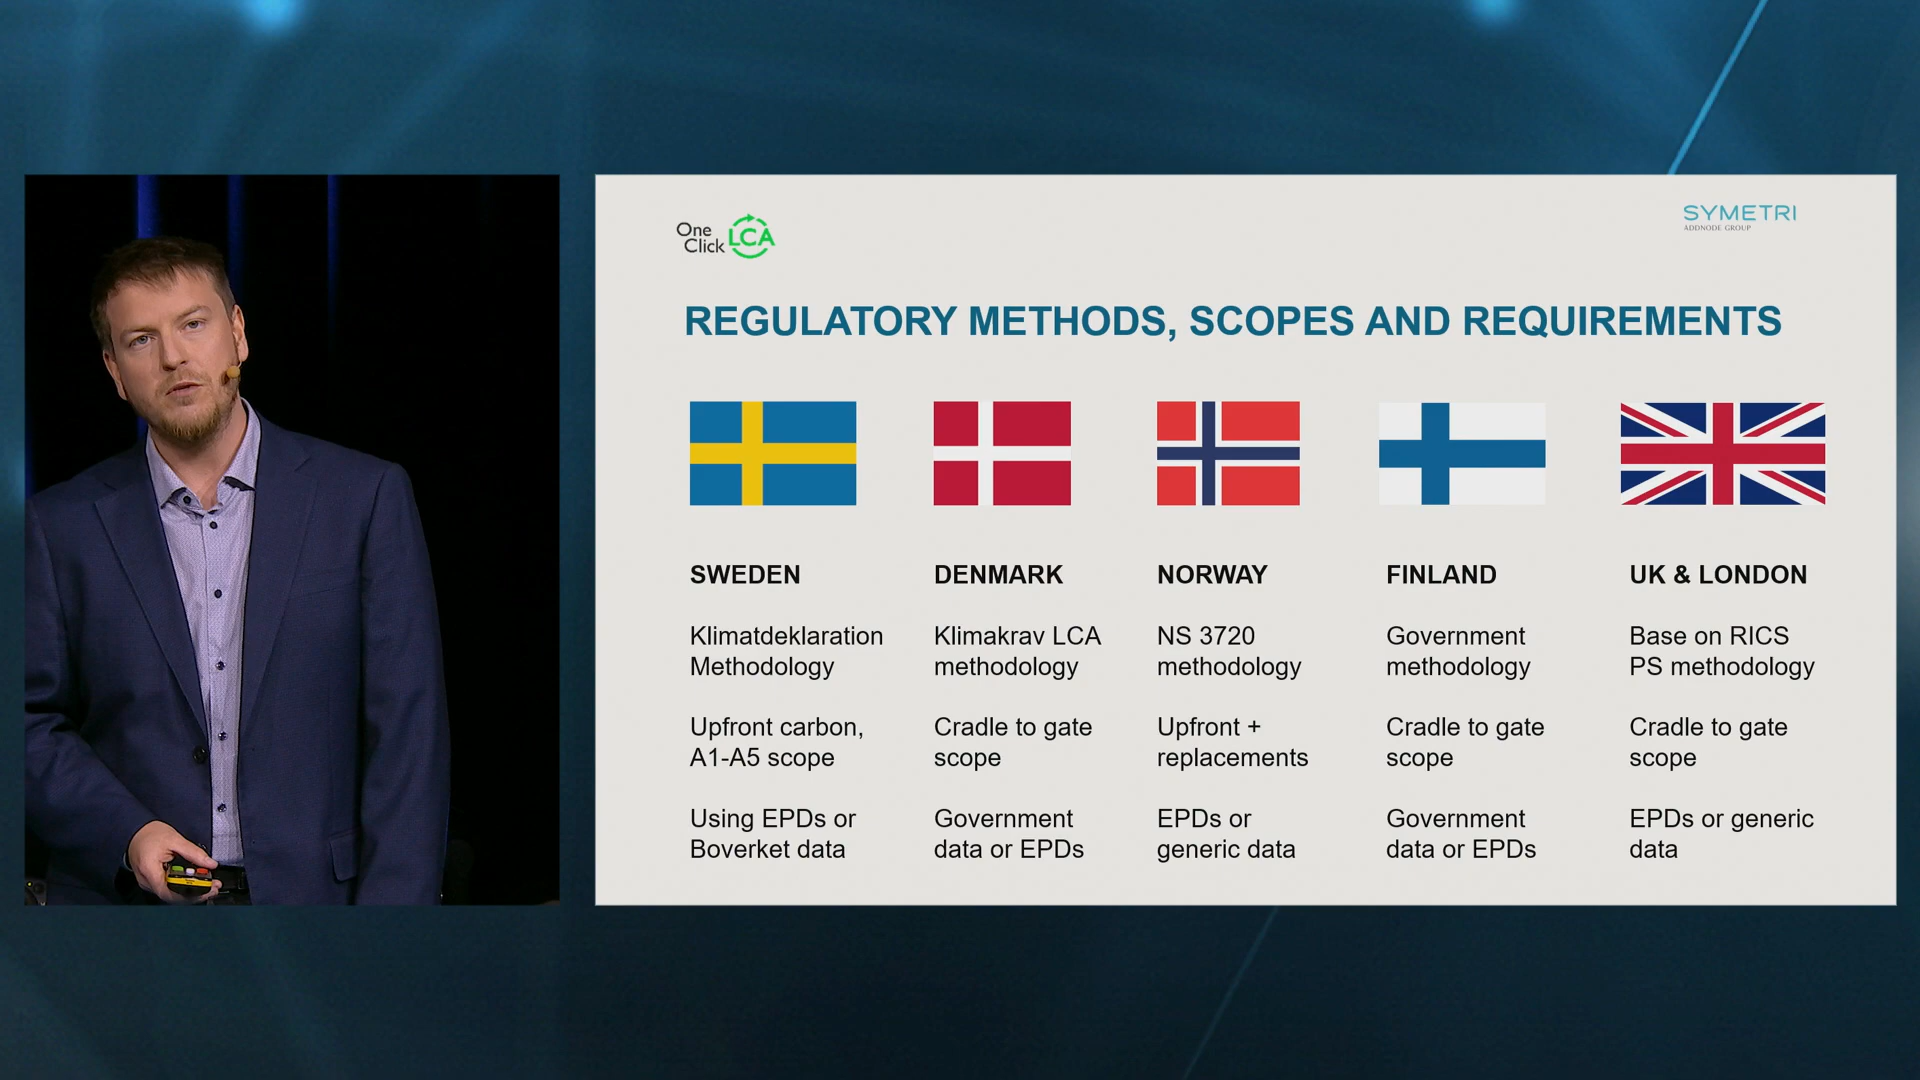 One
Click LCA
SYMETRI
ADDNODE GROUP
REGULATORY METHODS, SCOPES AND REQUIREMENTS
SWEDEN
Klimatdeklaration
Methodology
Upfront carbon,
A1-A5 scope
Using EPDs or
Boverket data
DENMARK
Klimakrav LCA
methodology
Cradle to gate
scope
Government
data or EPDs
NORWAY
NS 3720
methodology
Upfront +
replacements
EPDs or
generic data
FINLAND
Government
methodology
Cradle to gate
scope
Government
data or EPDs
UK & LONDON
Base on RICS
PS methodology
Cradle to gate
scope
EPDs or generic
data